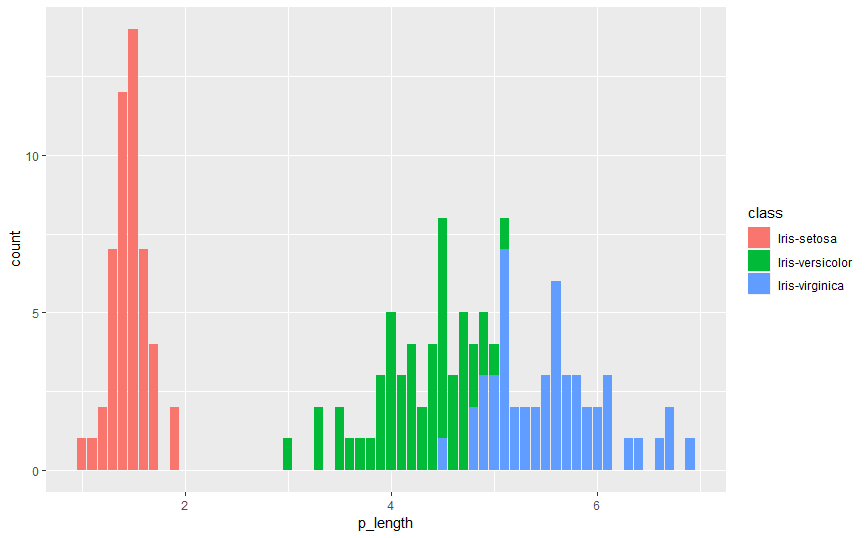 10
5
0
count
2
4
6
p_length
class
Iris-setosa
Iris-versicolor
Iris-virginica